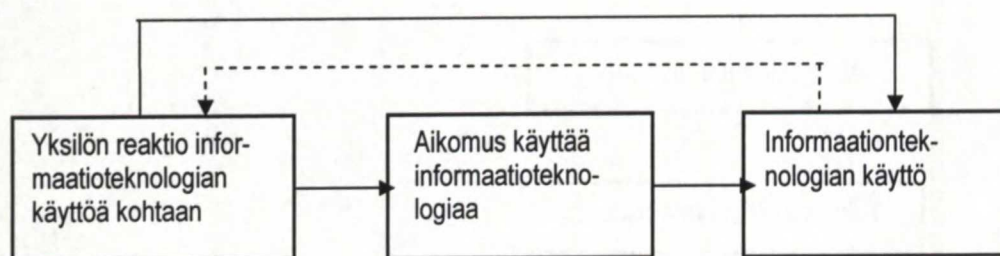 Yksilön reaktio infor-
maatioteknologian
käyttöä kohtaan
Aikomus käyttää
informaatiotekno-
logiaa
Informaationtek-
nologian käyttö